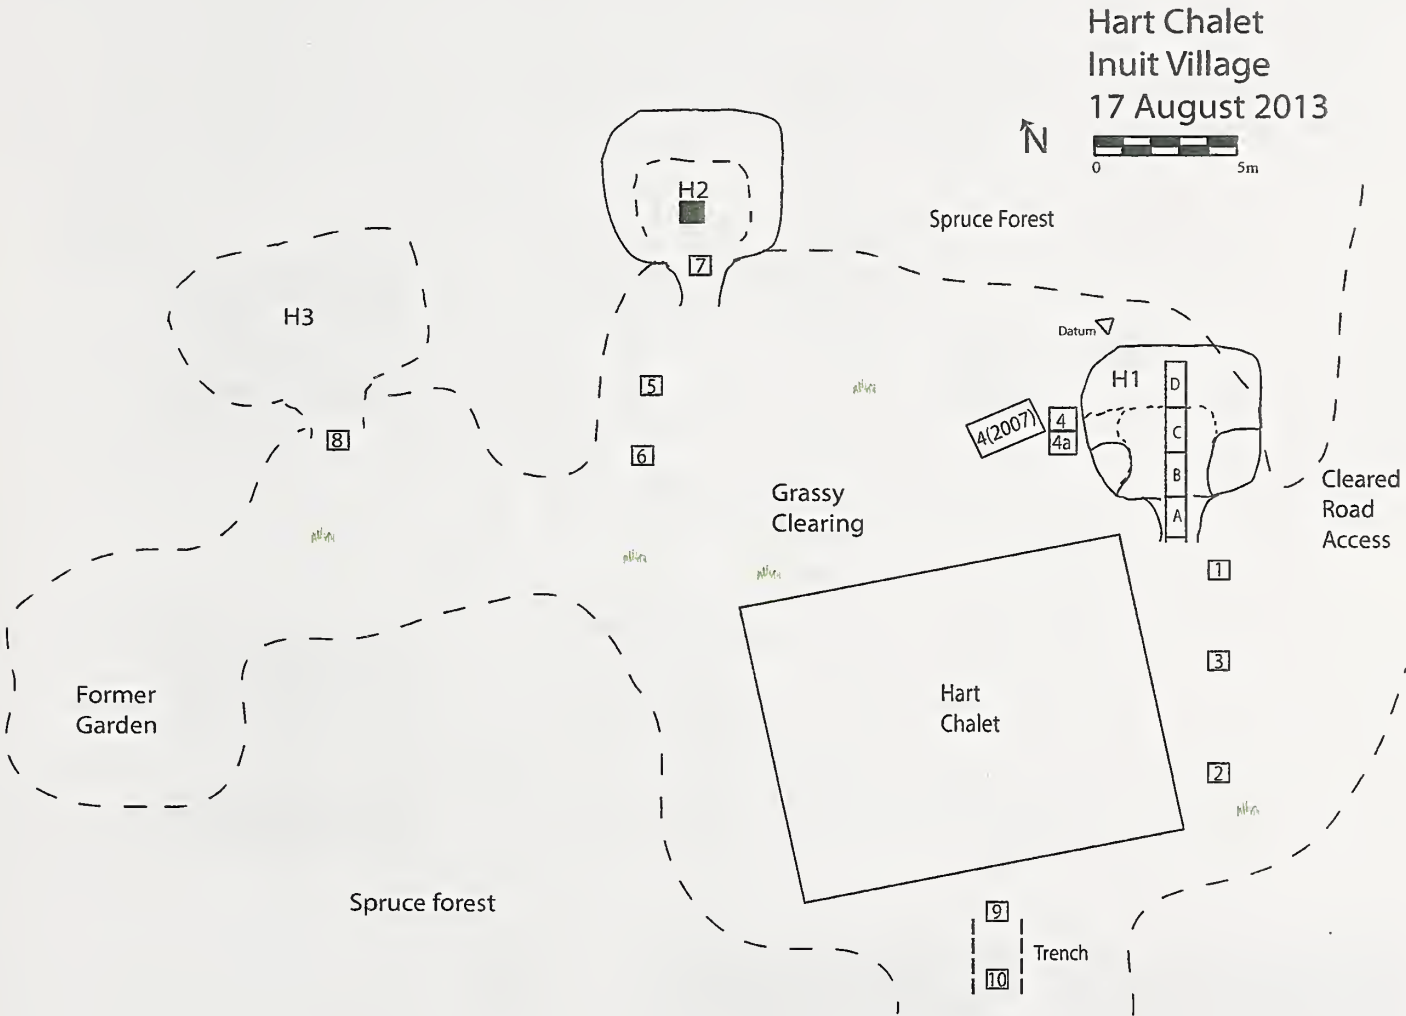 Hart Chalet
Inuit Village
17 August 2013
N
0 5m
Spruce Forest
H2
7
H3
8
5
6
Datum
H1
D
C
B
A
4(2007)
4
4a
Grassy
Clearing
Cleared
Road
Access
1
3
2
Former
Garden
Hart
Chalet
Spruce forest
9
Trench
10